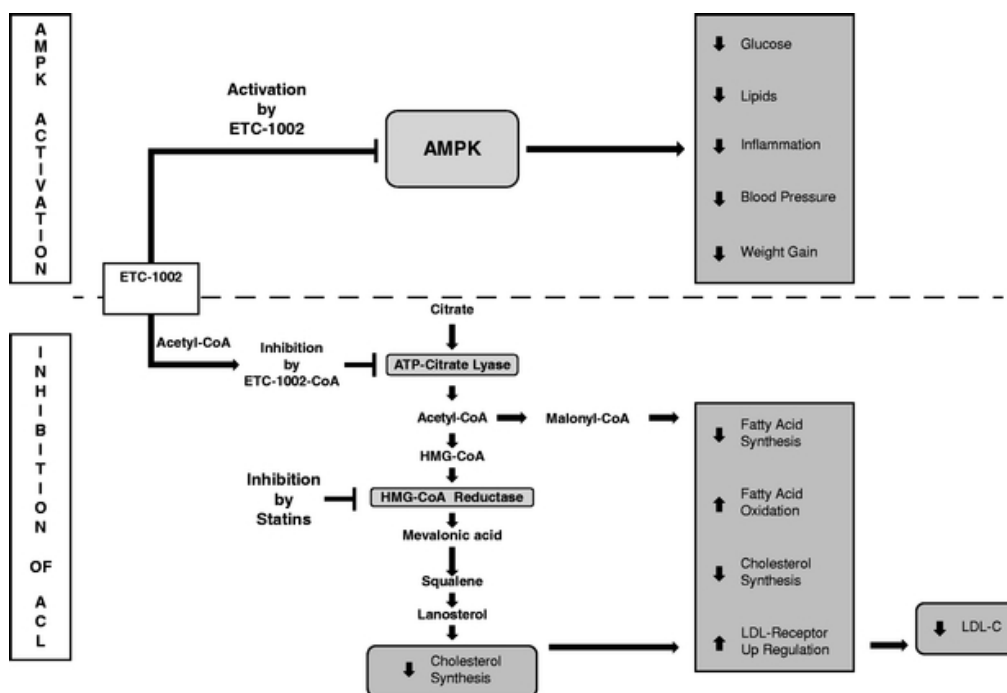 AMPK ACTIVATION
Activation
by
ETC-1002
AMPK
Glucose
Lipids
Inflammation
Blood Pressure
Weight Gain
ETC-1002
INHIBITION OF ACL
Citrate
Acetyl-CoA
Inhibition
by
ETC-1002-CoA
ATP-Citrate Lyase
Acetyl-CoA
Malonyl-CoA
HMG-CoA
Inhibition
by
Statins
HMG-CoA Reductase
Mevalonic acid
Squalene
Lanosterol
Cholesterol
Synthesis
Fatty Acid
Synthesis
Fatty Acid
Oxidation
Cholesterol
Synthesis
LDL-Receptor
Up Regulation
LDL-C